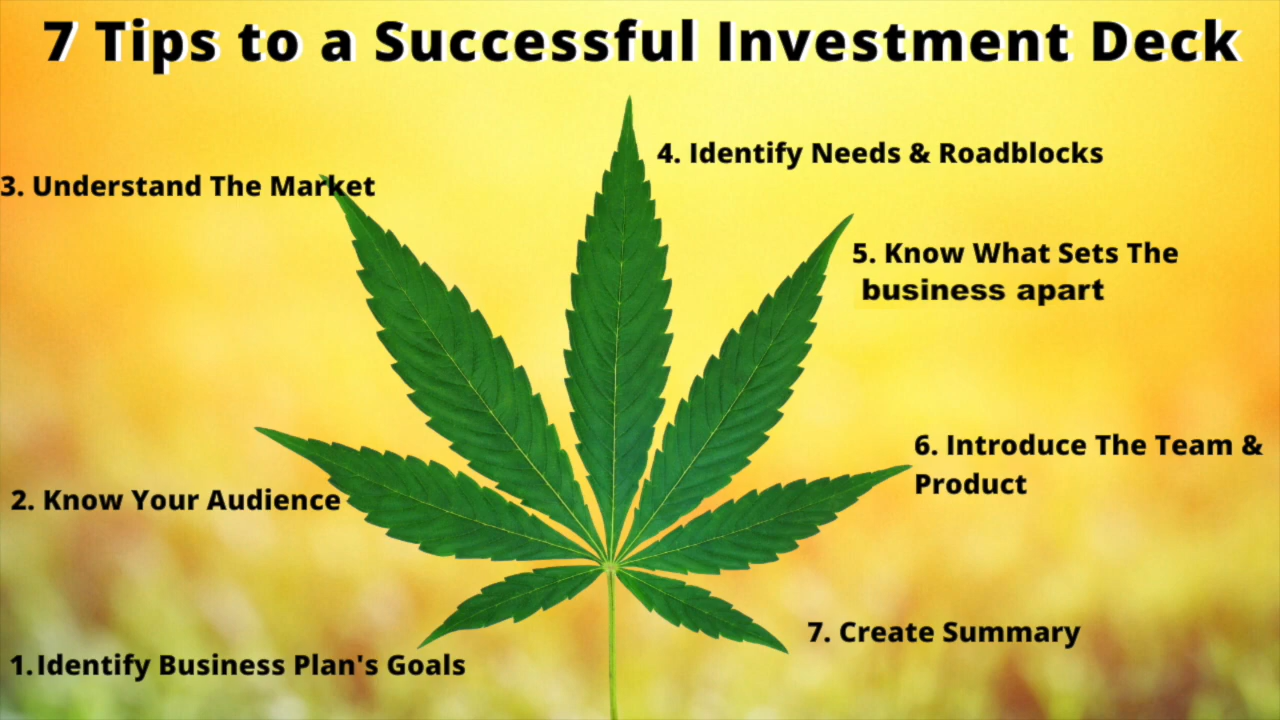 7 Tips to a Successful Investment Deck
4. Identify Needs & Roadblocks
3. Understand The Market
5. Know What Sets The
business apart
6. Introduce The Team &
Product
2. Know Your Audience
7. Create Summary
1. Identify Business Plan's Goals